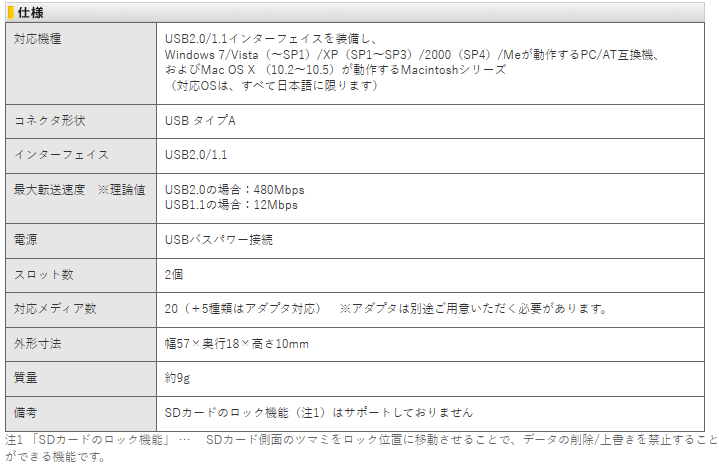 仕様
対応機種
USB2.0/1.1インターフェイスを装備し、
Windows 7/Vista（～SP1）/XP（SP1～SP3）/2000（SP4）/Meが動作するPC/AT互換機、
およびMac OS X （10.2～10.5）が動作するMacintoshシリーズ
（対応OSは、すべて日本語に限ります）
コネクタ形状
USB タイプA
インターフェイス
USB2.0/1.1
最大転送速度　※理論値
USB2.0の場合：480Mbps
USB1.1の場合：12Mbps
電源
USBバスパワー接続
スロット数
2個
対応メディア数
20（＋5種類はアダプタ対応）　※アダプタは別途ご用意いただく必要があります。
外形寸法
幅57×奥行18×高さ10mm
質量
約9g
備考
SDカードのロック機能（注1）はサポートしておりません
注1 「SDカードのロック機能」 …　SDカード側面のツマミをロック位置に移動させることで、データの削除/上書きを禁止すること
ができる機能です。